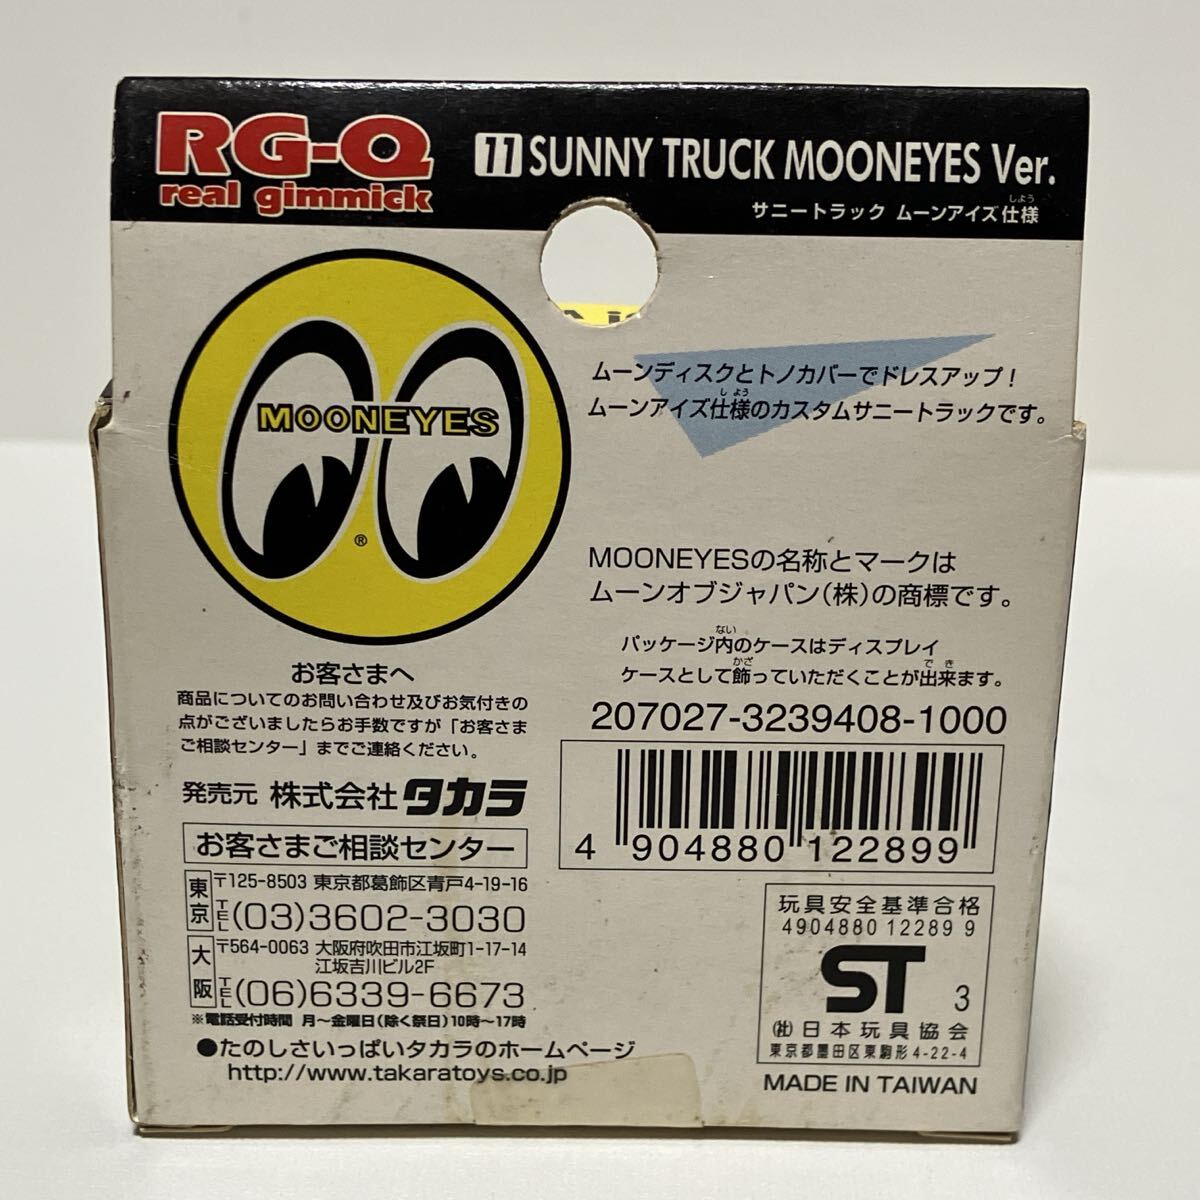 RG-Q
real gimmick
11 SUNNY TRUCK MOONEYES Ver.
しよう
サニートラック ムーンアイズ仕様
MOONEYES
®
ムーンディスクとトノカバーでドレスアップ!
しよう
ムーンアイズ仕様のカスタムサニートラックです。
MOONEYESの名称とマークは
ムーンオブジャパン(株)の商標です。
ない
パッケージ内のケースはディスプレイ
かざ でき
ケースとして飾っていただくことが出来ます。
207027-3239408-1000
4 904880 122899
お客さまへ
商品についてのお問い合わせ及びお気付きの
点がございましたらお手数ですが「お客さま
ご相談センター」までご連絡ください。
発売元 株式会社 タカラ
お客さまご相談センター
東京 〒125-8503 東京都葛飾区青戸4-19-16
TEL (03)3602-3030
大阪 〒564-0063 大阪府吹田市江坂町1-17-14
江坂吉川ビル2F
TEL (06)6339-6673
※電話受付時間 月〜金曜日(除く祭日)10時〜17時
●たのしさいっぱいタカラのホームページ
http://www.takaratoys.co.jp
玩具安全基準合格
4904880 12289 9
ST 3
(社)日本玩具協会
東京都墨田区東駒形4-22-4
MADE IN TAIWAN